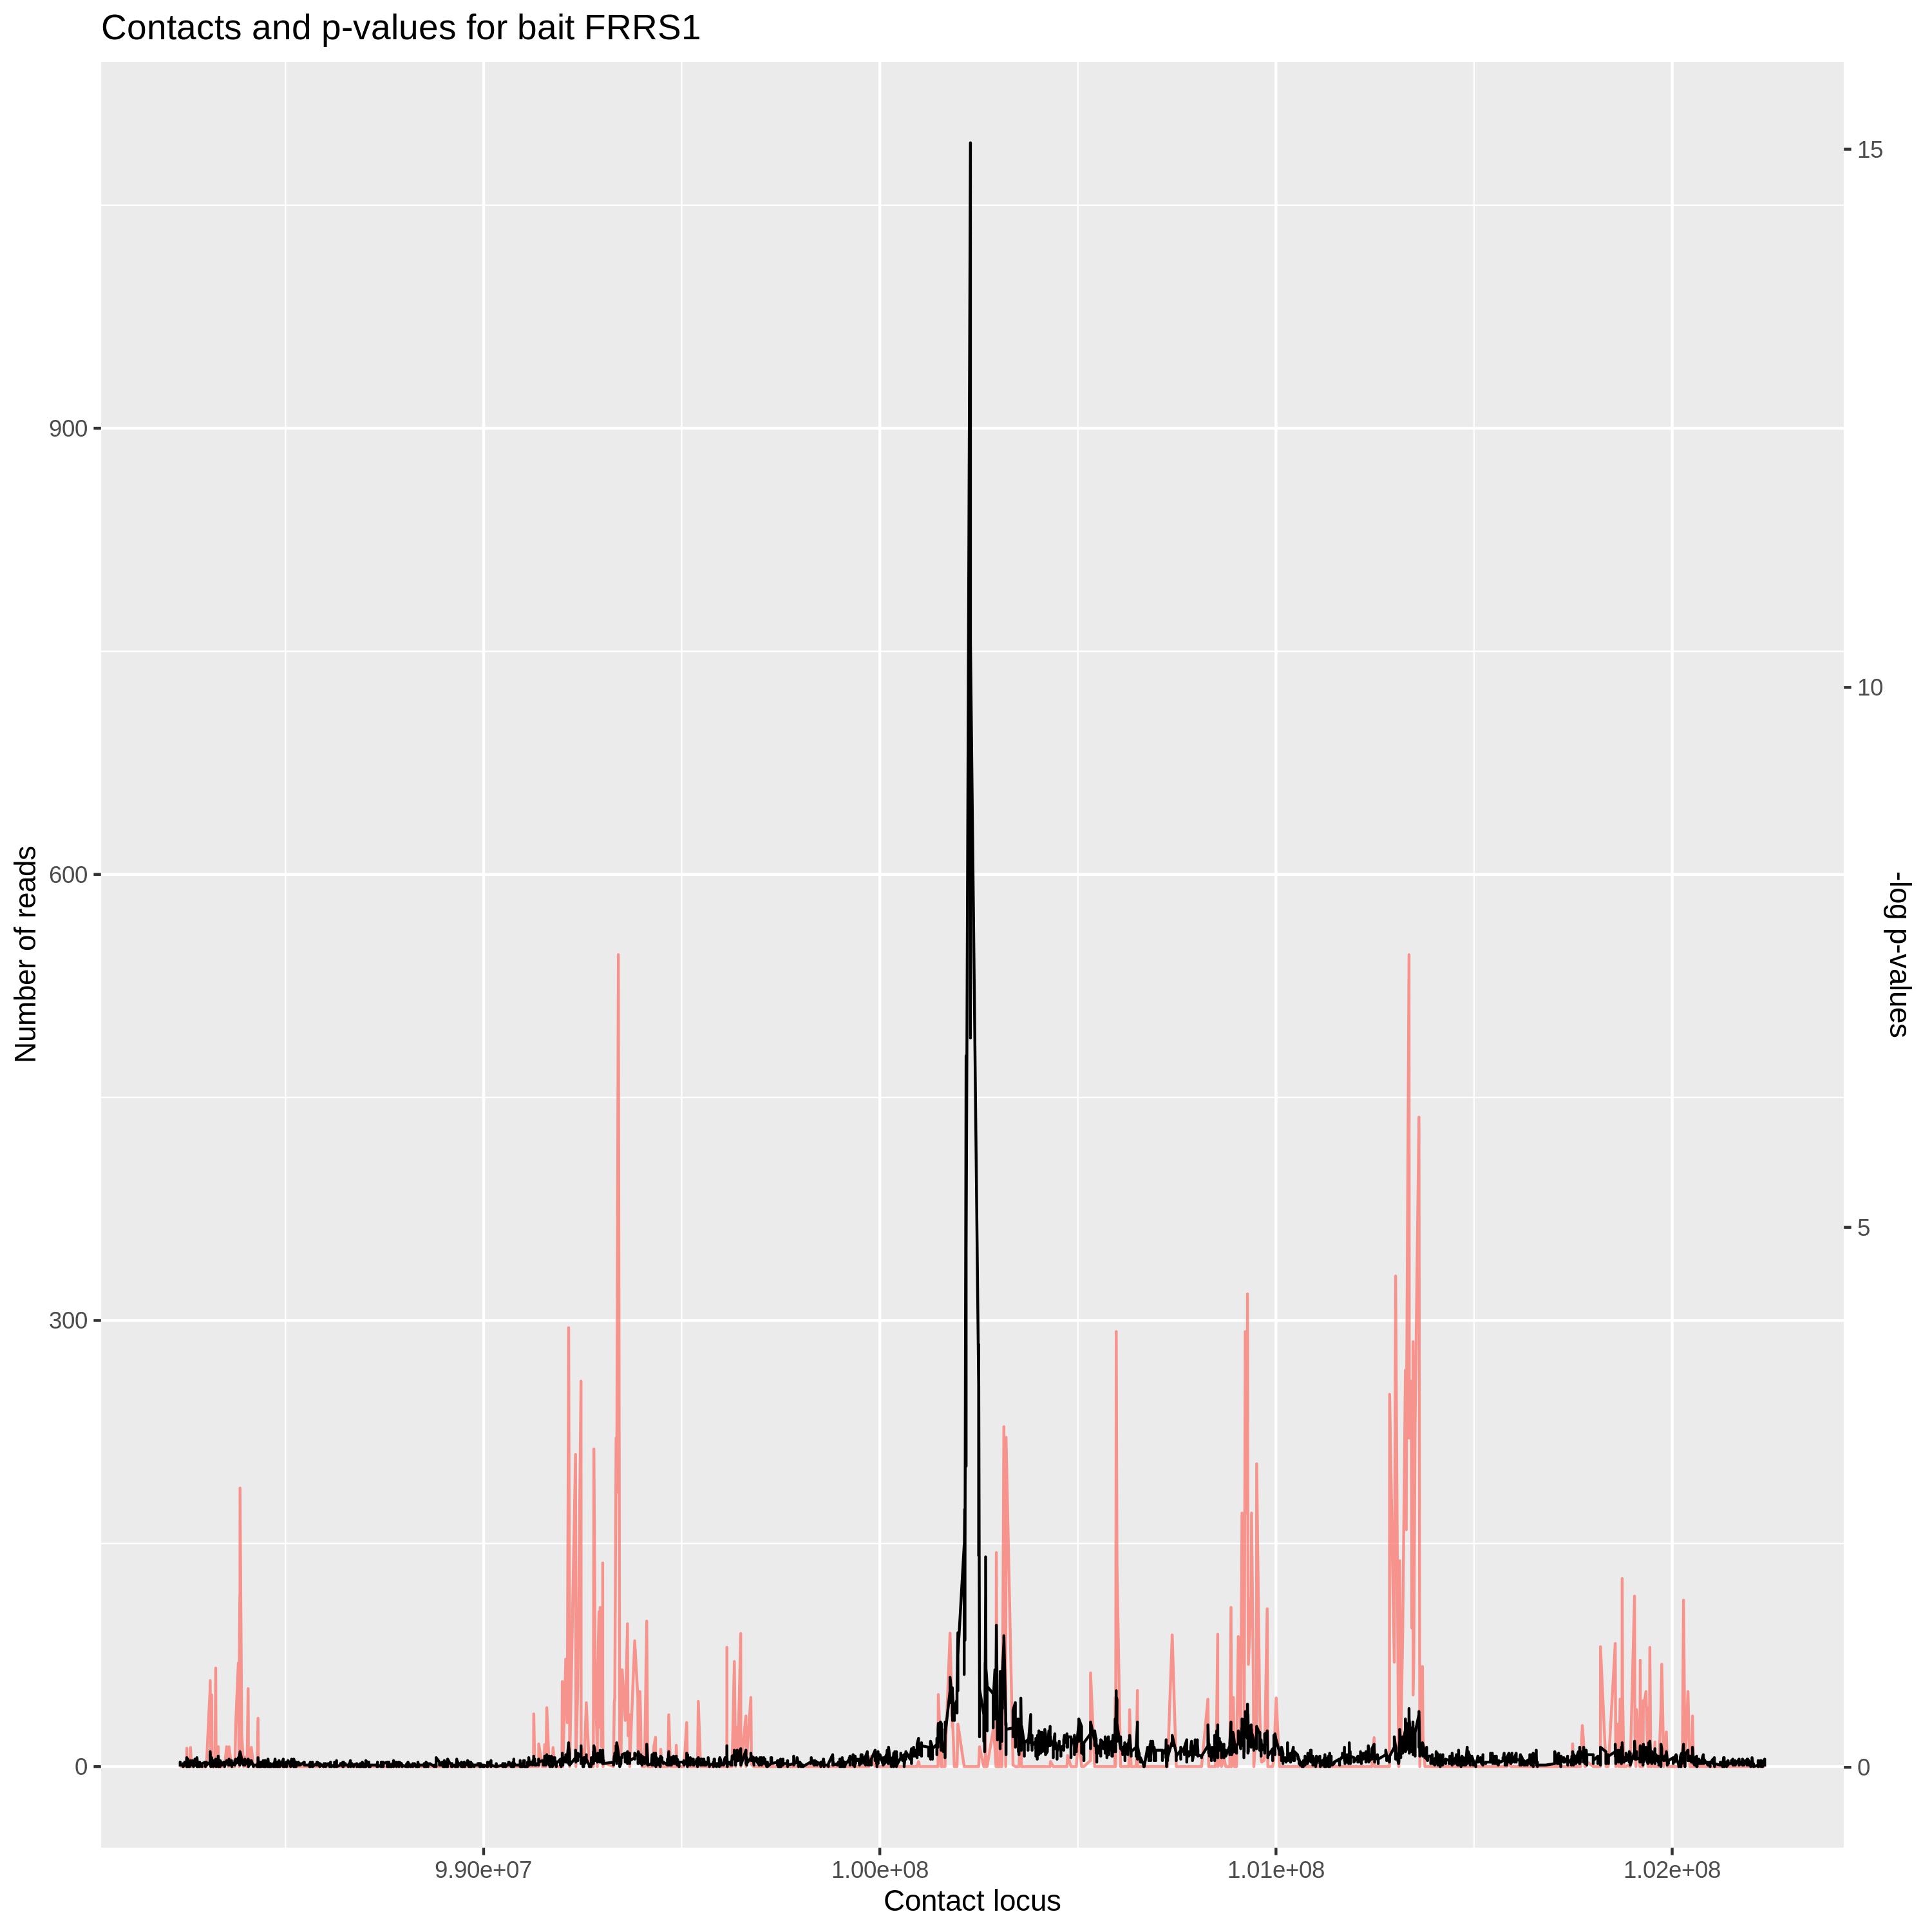 Contacts and p-values for bait FRRS1
15
900
10
600
Number of reads
-log p-values
5
300
0
0
9.90e+07
1.00e+08
1.01e+08
1.02e+08
Contact locus